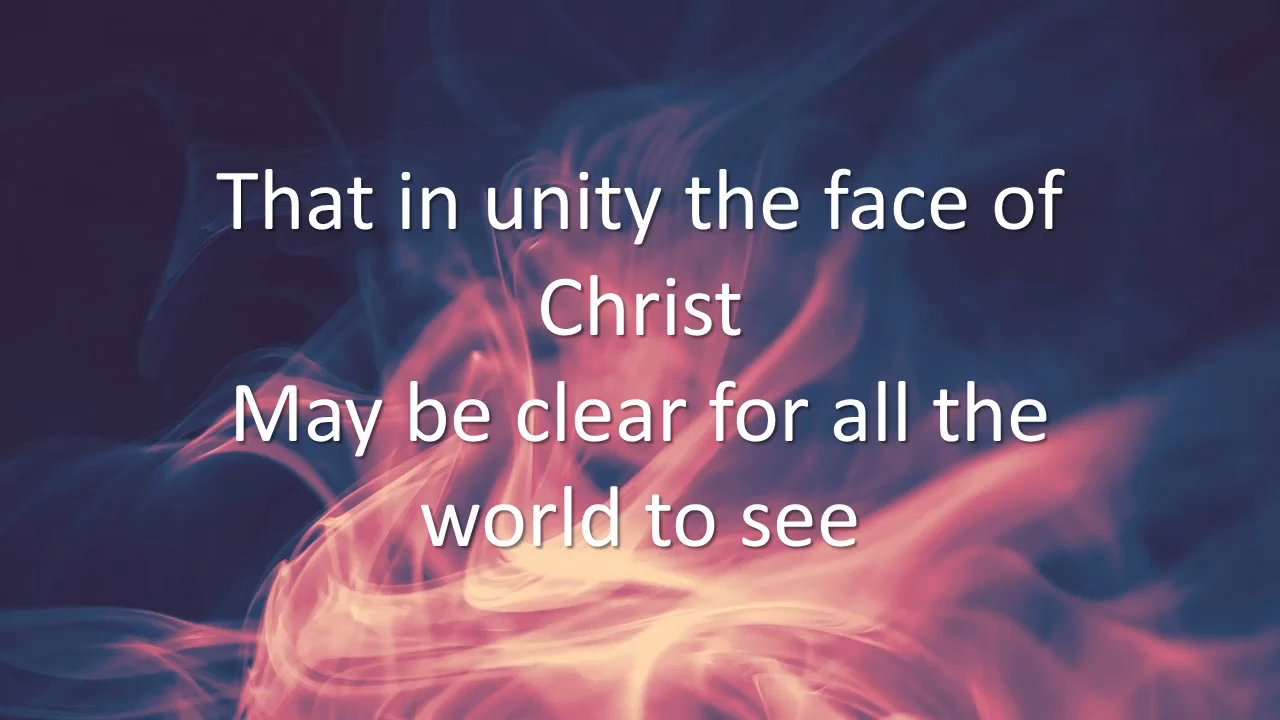 That in unity the face of
Christ
May be clear for all the
world to see